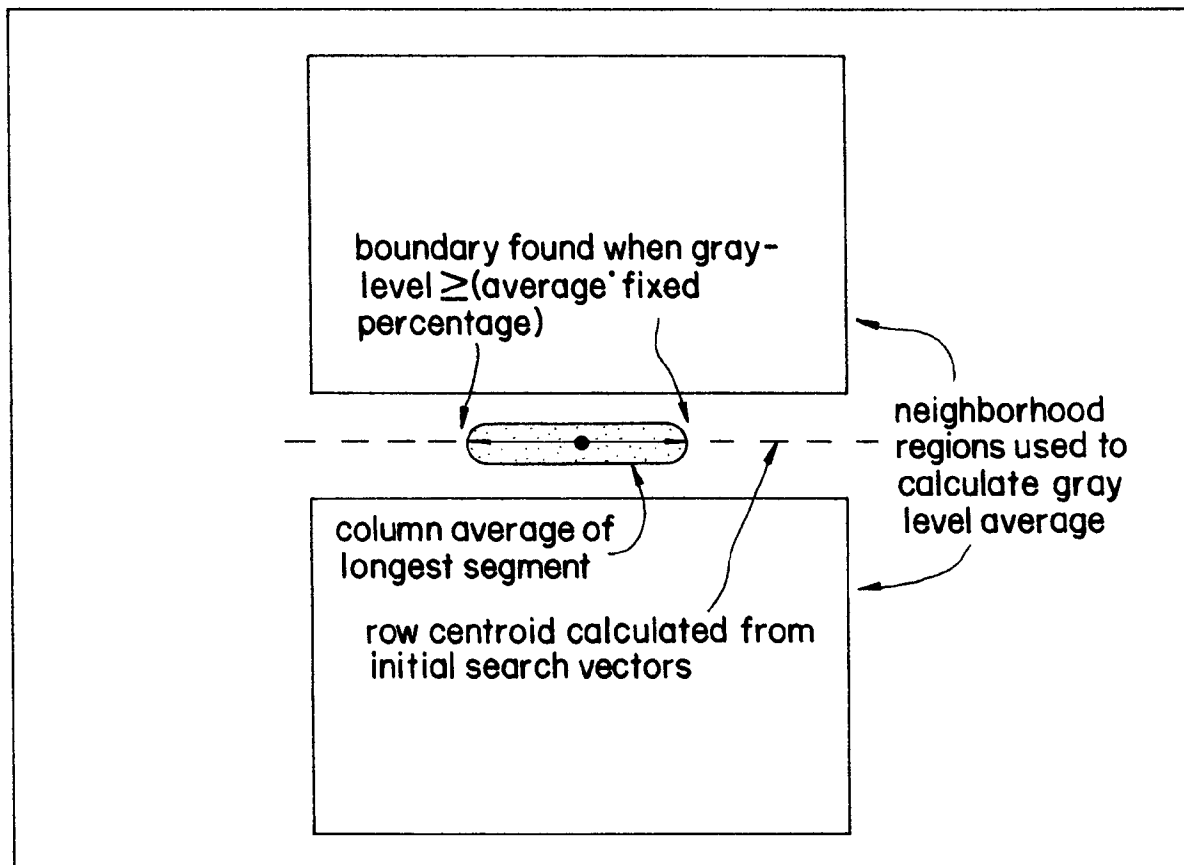 boundary found when gray-
level ≥(average·fixed
percentage)
neighborhood
regions used to
calculate gray
level average
column average of
longest segment
row centroid calculated from
initial search vectors